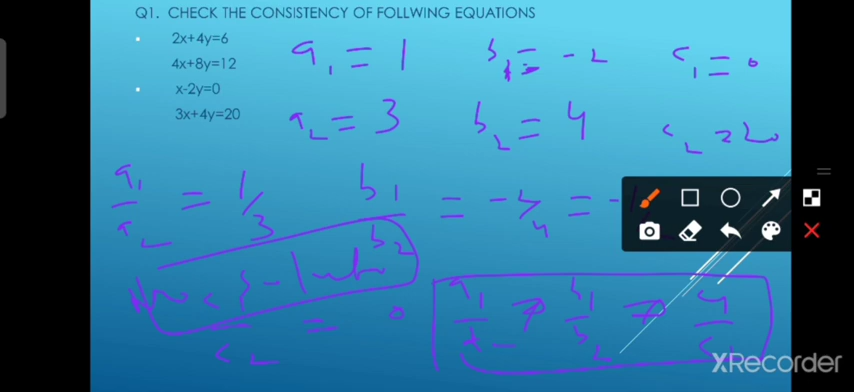 Q1. CHECK THE CONSISTENCY OF FOLLWING EQUATIONS
• 2x+4y=6
4x+8y=12
• x-2y=0
3x+4y=20
a₁ = 1 b₁ = -2 c₁ = 0
a₂ = 3 b₂ = 4 c₂ = 20
a₁/a₂ = 1/3 b₁/b₂ = -2/4 =
c₂ = 0
XRecorder